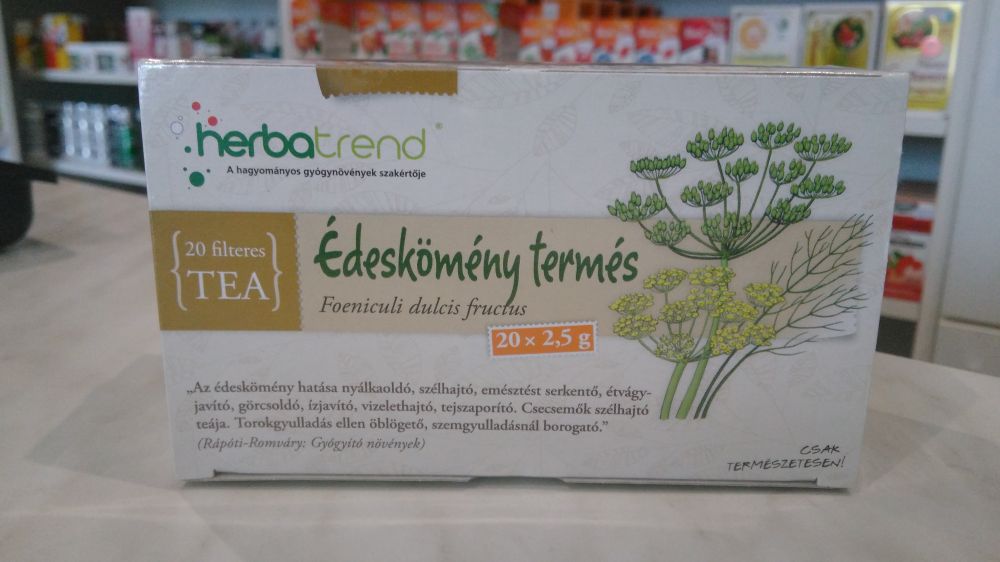 herbatrend®
A hagyományos gyógynövények szakértője
20 filteres
TEA
Édeskömény termés
Foeniculi dulcis fructus
20 × 2,5 g
„Az édeskömény hatása nyálkaoldó, szélhajtó, emésztést serkentő, étvágy-
javító, görcsoldó, ízjavító, vizelethajtó, tejszaporító. Csecsemők szélhajtó
teája. Torokgyulladás ellen öblögető, szemgyulladásnál borogató.”
(Rápóti-Romváry: Gyógyító növények)
CSAK
TERMÉSZETESEN!